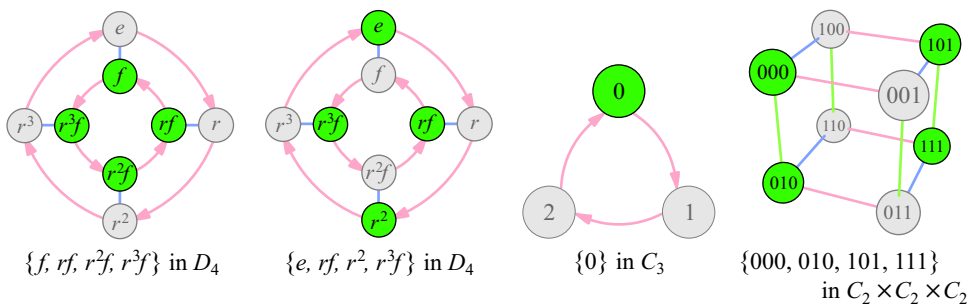 e
f
r³
r³f
rf
r
r²f
r²
{f, rf, r²f, r³f} in D₄
e
f
r³
r³f
rf
r
r²f
r²
{e, rf, r², r³f} in D₄
0
2
1
{0} in C₃
100
101
000
001
110
111
010
011
{000, 010, 101, 111}
in C₂ × C₂ × C₂